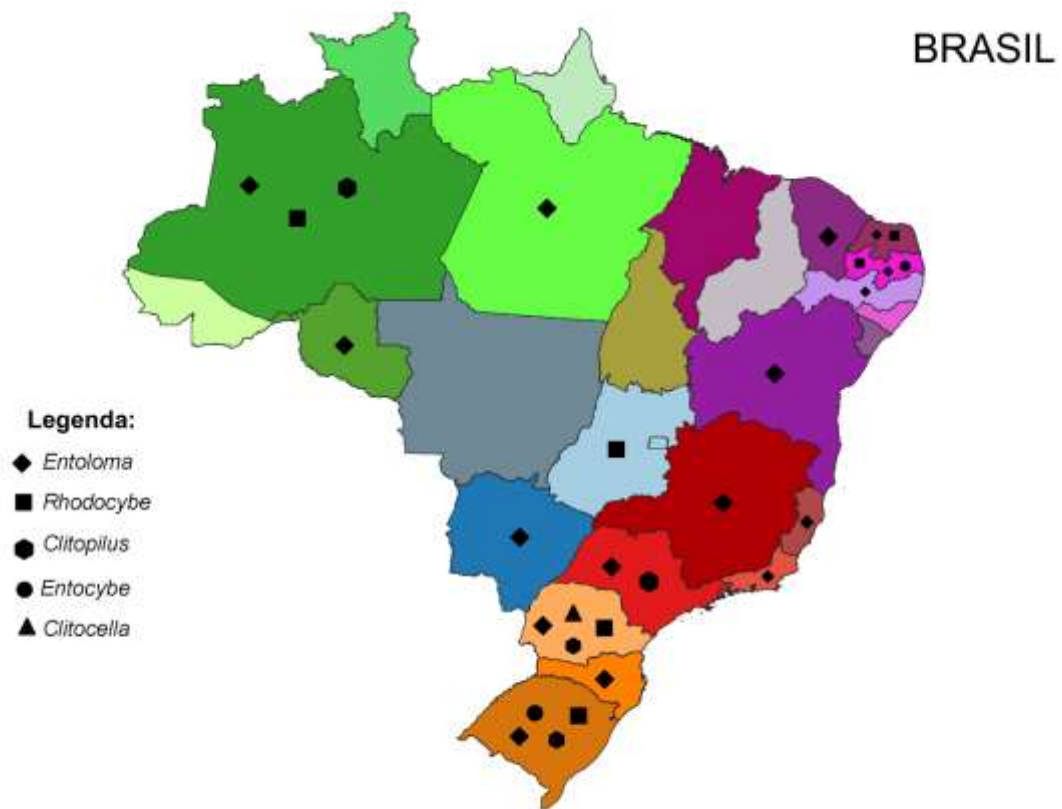 BRASIL
Legenda:
Entoloma
Rhodocybe
Clitopilus
Entocybe
Clitocella